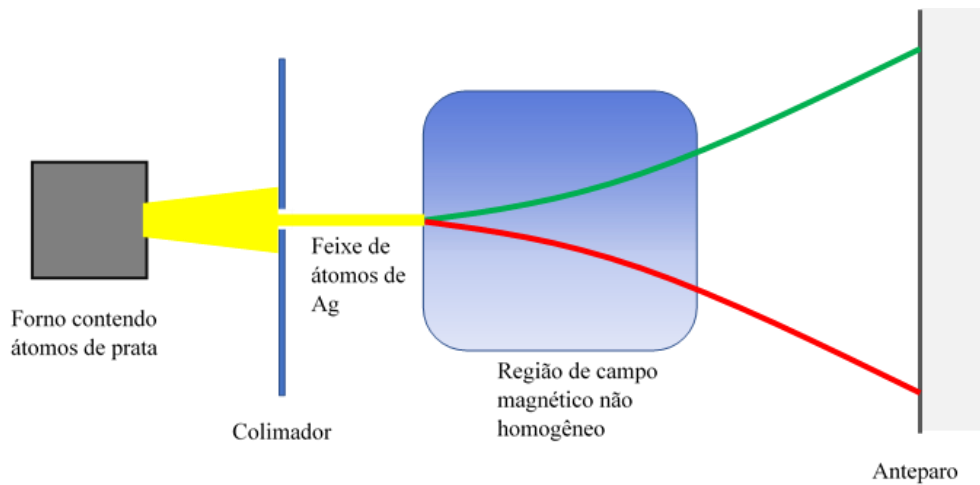 Forno contendo
átomos de prata
Colimador
Feixe de
átomos de
Ag
Região de campo
magnético não
homogêneo
Anteparo